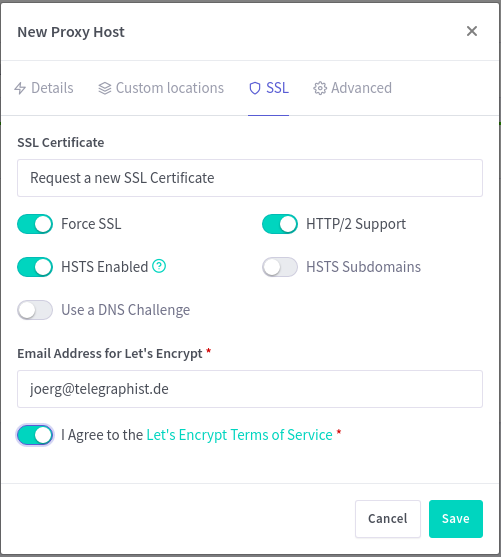 New Proxy Host
Details Custom locations SSL Advanced
SSL Certificate
Request a new SSL Certificate
Force SSL HTTP/2 Support
HSTS Enabled ? HSTS Subdomains
Use a DNS Challenge
Email Address for Let's Encrypt *
joerg@telegraphist.de
I Agree to the Let's Encrypt Terms of Service *
Cancel Save